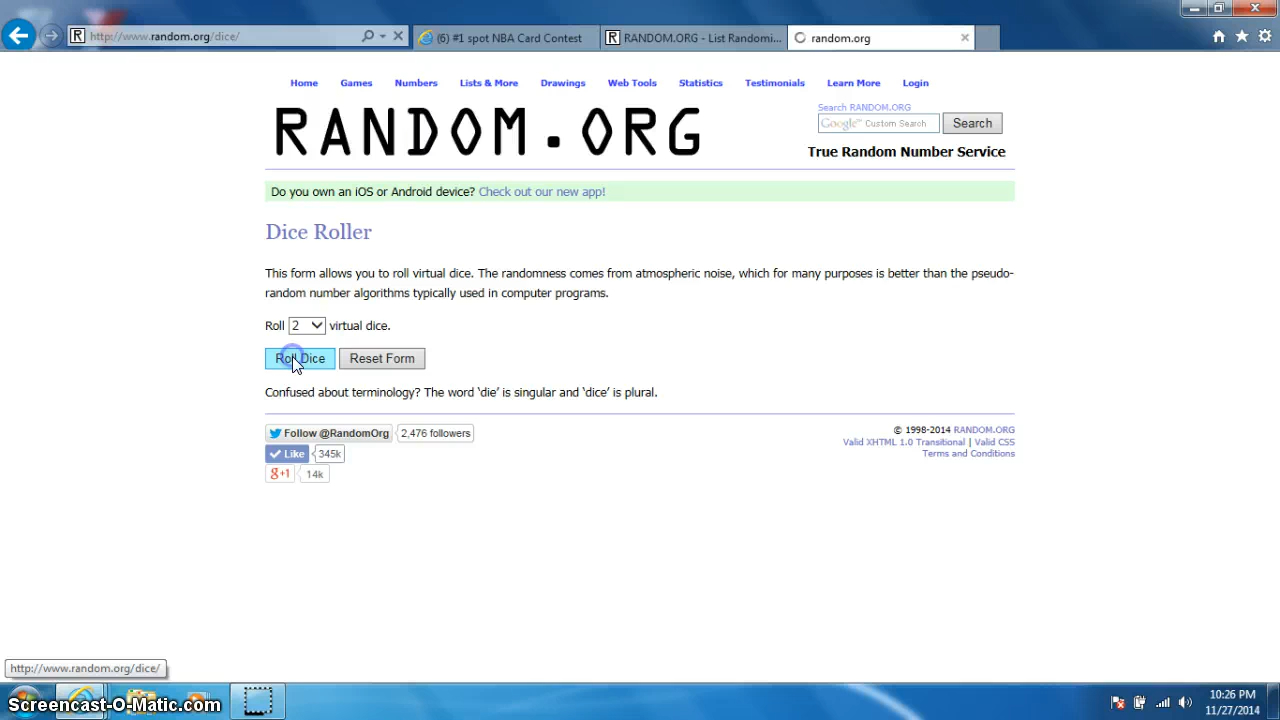 http://www.random.org/dice/
(6) #1 spot NBA Card Contest
RANDOM.ORG - List Randomi...
random.org
Home Games Numbers Lists & More Drawings Web Tools Statistics Testimonials Learn More Login
RANDOM.ORG
Search RANDOM.ORG
Google™ Custom Search
Search
True Random Number Service
Do you own an iOS or Android device? Check out our new app!
Dice Roller
This form allows you to roll virtual dice. The randomness comes from atmospheric noise, which for many purposes is better than the pseudo-
random number algorithms typically used in computer programs.
Roll 2 virtual dice.
Roll Dice Reset Form
Confused about terminology? The word ‘die’ is singular and ‘dice’ is plural.
Follow @RandomOrg 2,476 followers
Like 345k
g+1 14k
© 1998-2014 RANDOM.ORG
Valid XHTML 1.0 Transitional | Valid CSS
Terms and Conditions
http://www.random.org/dice/
Screencast-O-Matic.com
10:26 PM
11/27/2014